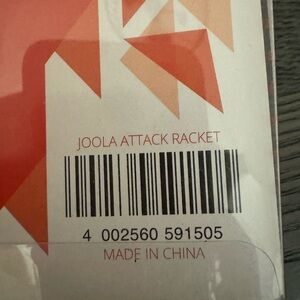 JOOLA ATTACK RACKET
4 002560 591505
MADE IN CHINA